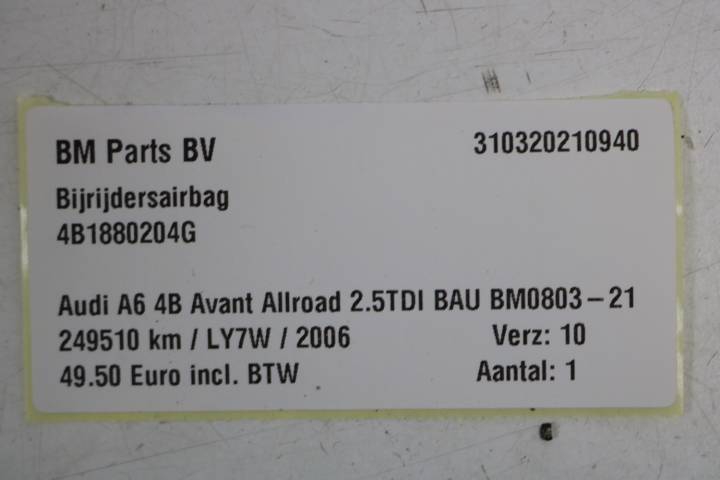 BM Parts BV 310320210940
Bijrijdersairbag
4B1880204G
Audi A6 4B Avant Allroad 2.5TDI BAU BM0803-21
249510 km / LY7W / 2006 Verz: 10
49.50 Euro incl. BTW Aantal: 1